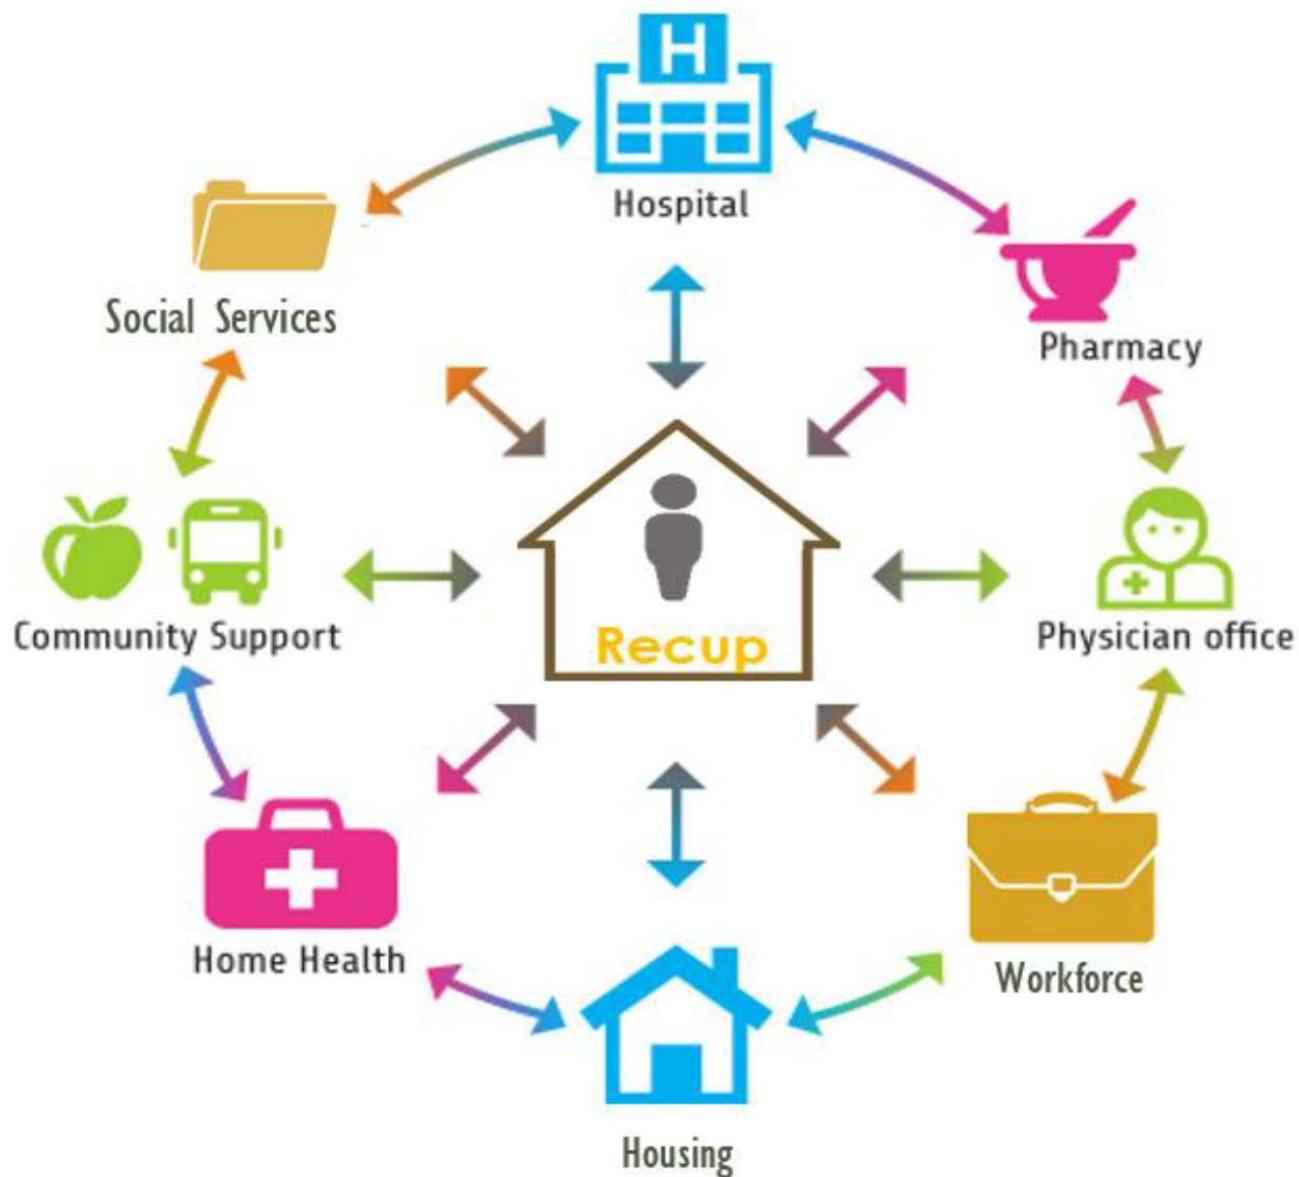 H
Hospital
Social Services
Pharmacy
Recup
Community Support
Physician office
Home Health
Workforce
Housing